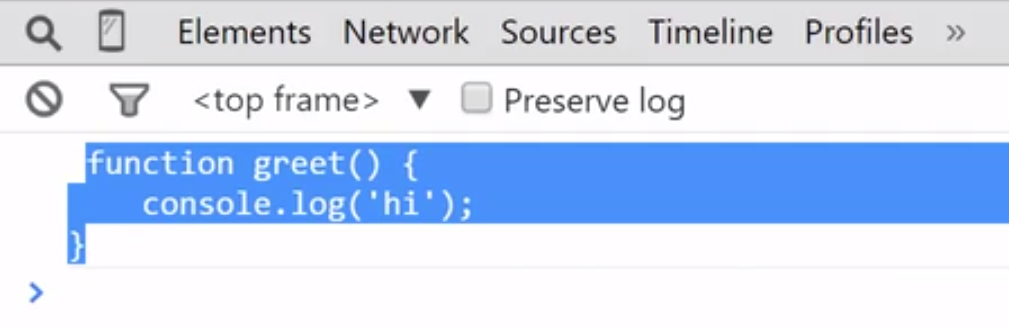 Elements Network Sources Timeline Profiles »
<top frame> ▼ Preserve log
function greet() {
console.log('hi');
}
>